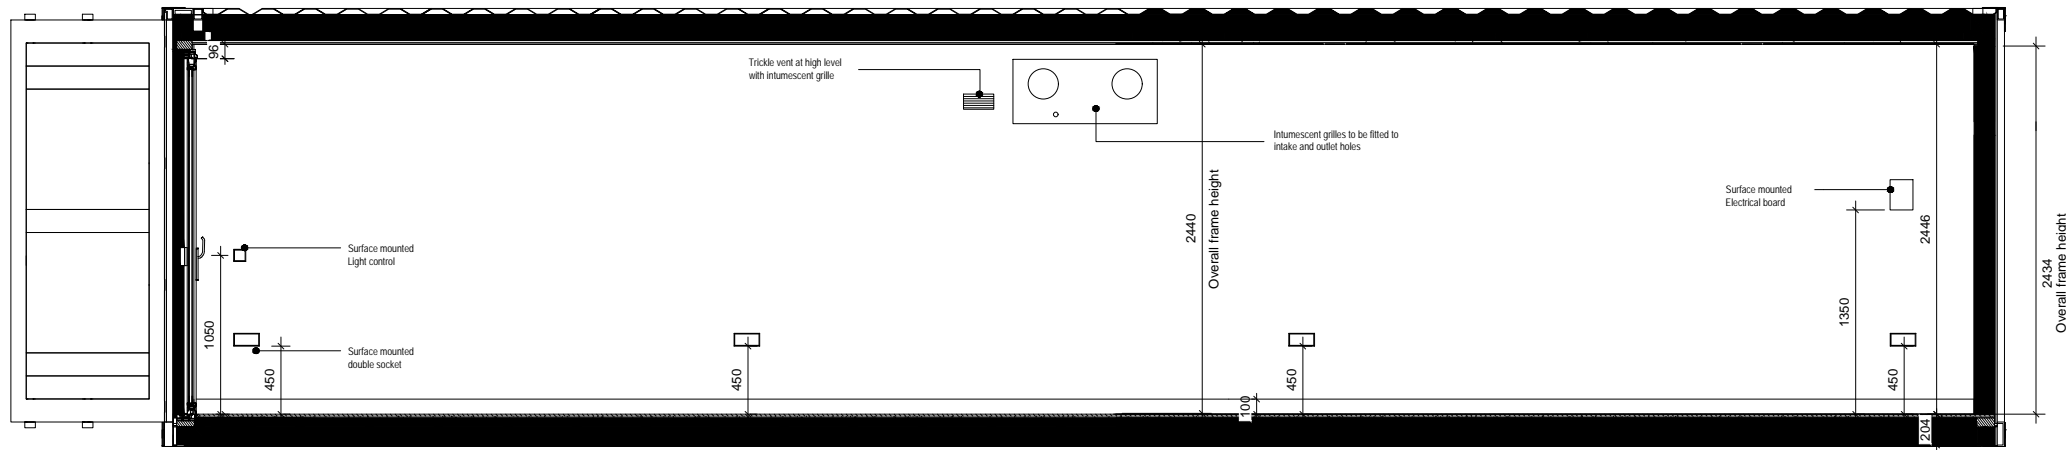 96
Trickle vent at high level
with intumescent grille
Intumescent grilles to be fitted to
intake and outlet holes
Surface mounted
Electrical board
Surface mounted
Light control
Surface mounted
double socket
1050
450
450
2440
Overall frame height
100
450
1350
450
2446
204
2434
Overall frame height